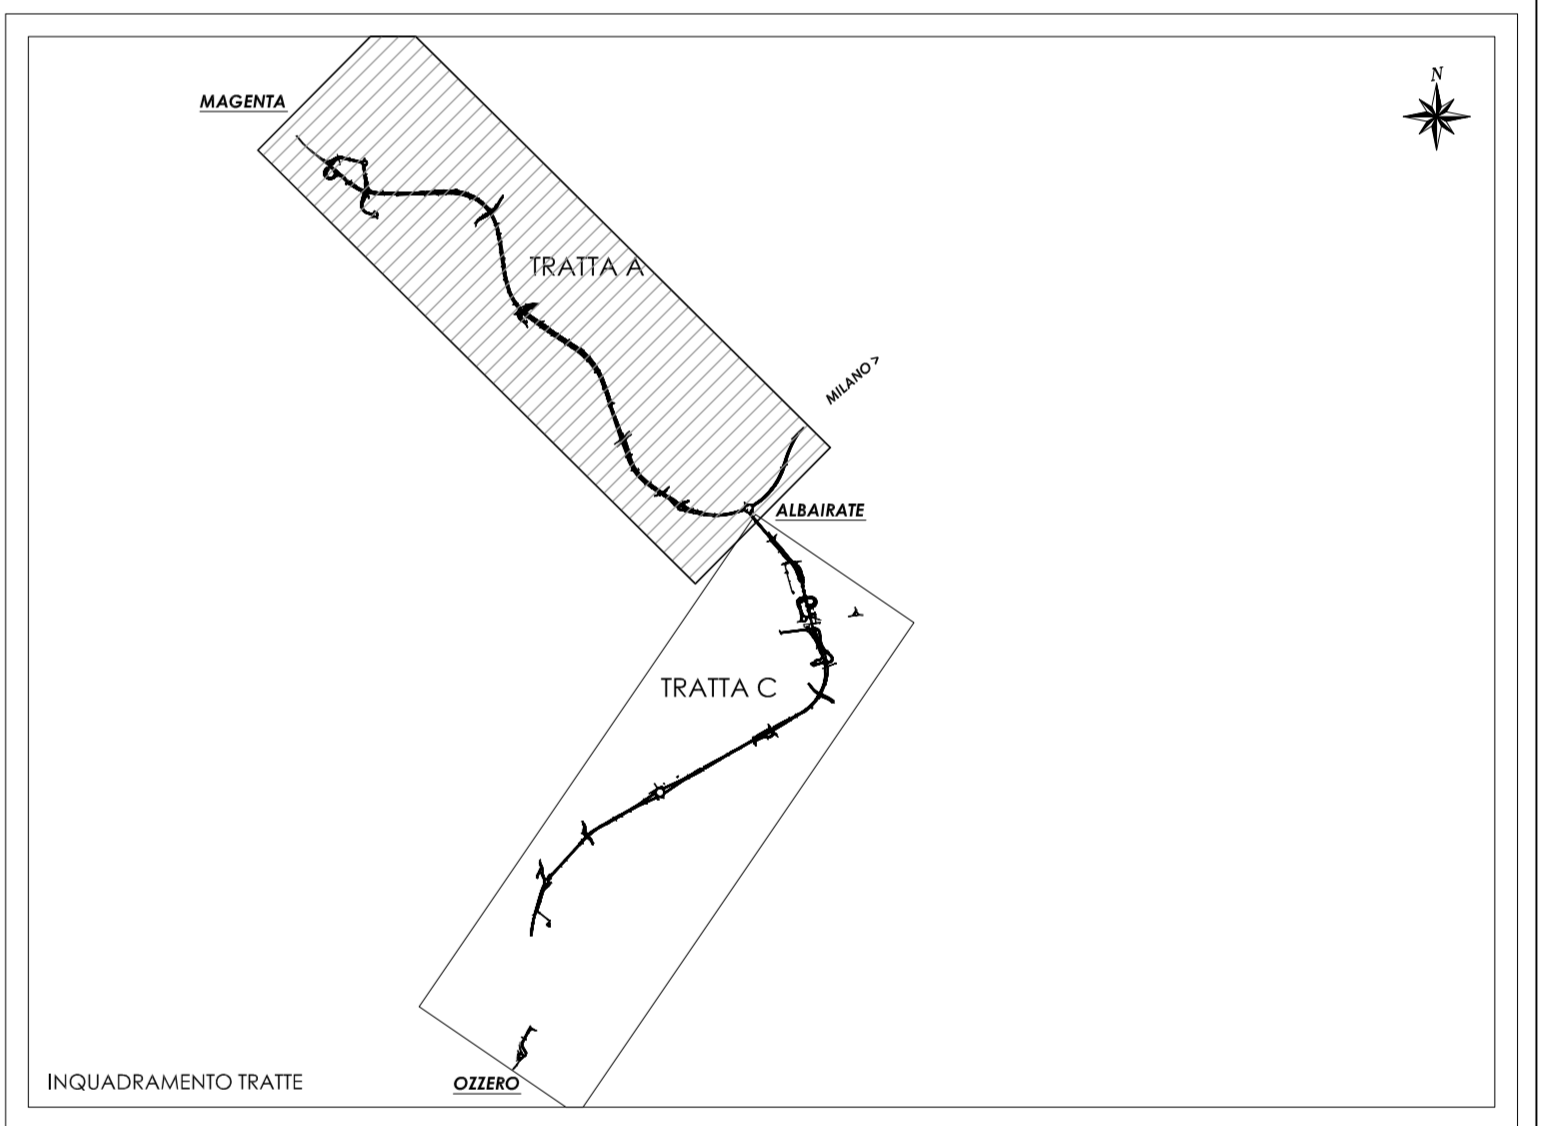 N
MAGENTA
TRATTA A
MILANO >
ALBAIRATE
TRATTA C
INQUADRAMENTO TRATTE
OZZERO